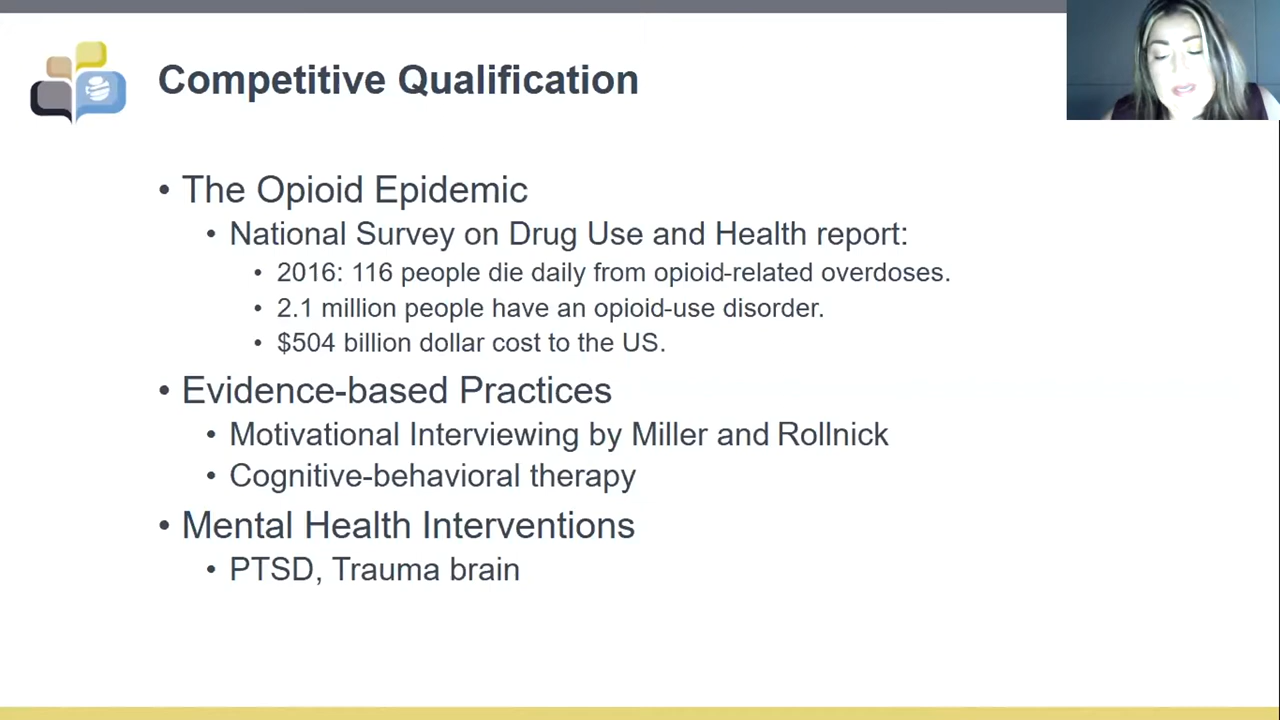 Competitive Qualification
• The Opioid Epidemic
• National Survey on Drug Use and Health report:
• 2016: 116 people die daily from opioid-related overdoses.
• 2.1 million people have an opioid-use disorder.
• $504 billion dollar cost to the US.
• Evidence-based Practices
• Motivational Interviewing by Miller and Rollnick
• Cognitive-behavioral therapy
• Mental Health Interventions
• PTSD, Trauma brain